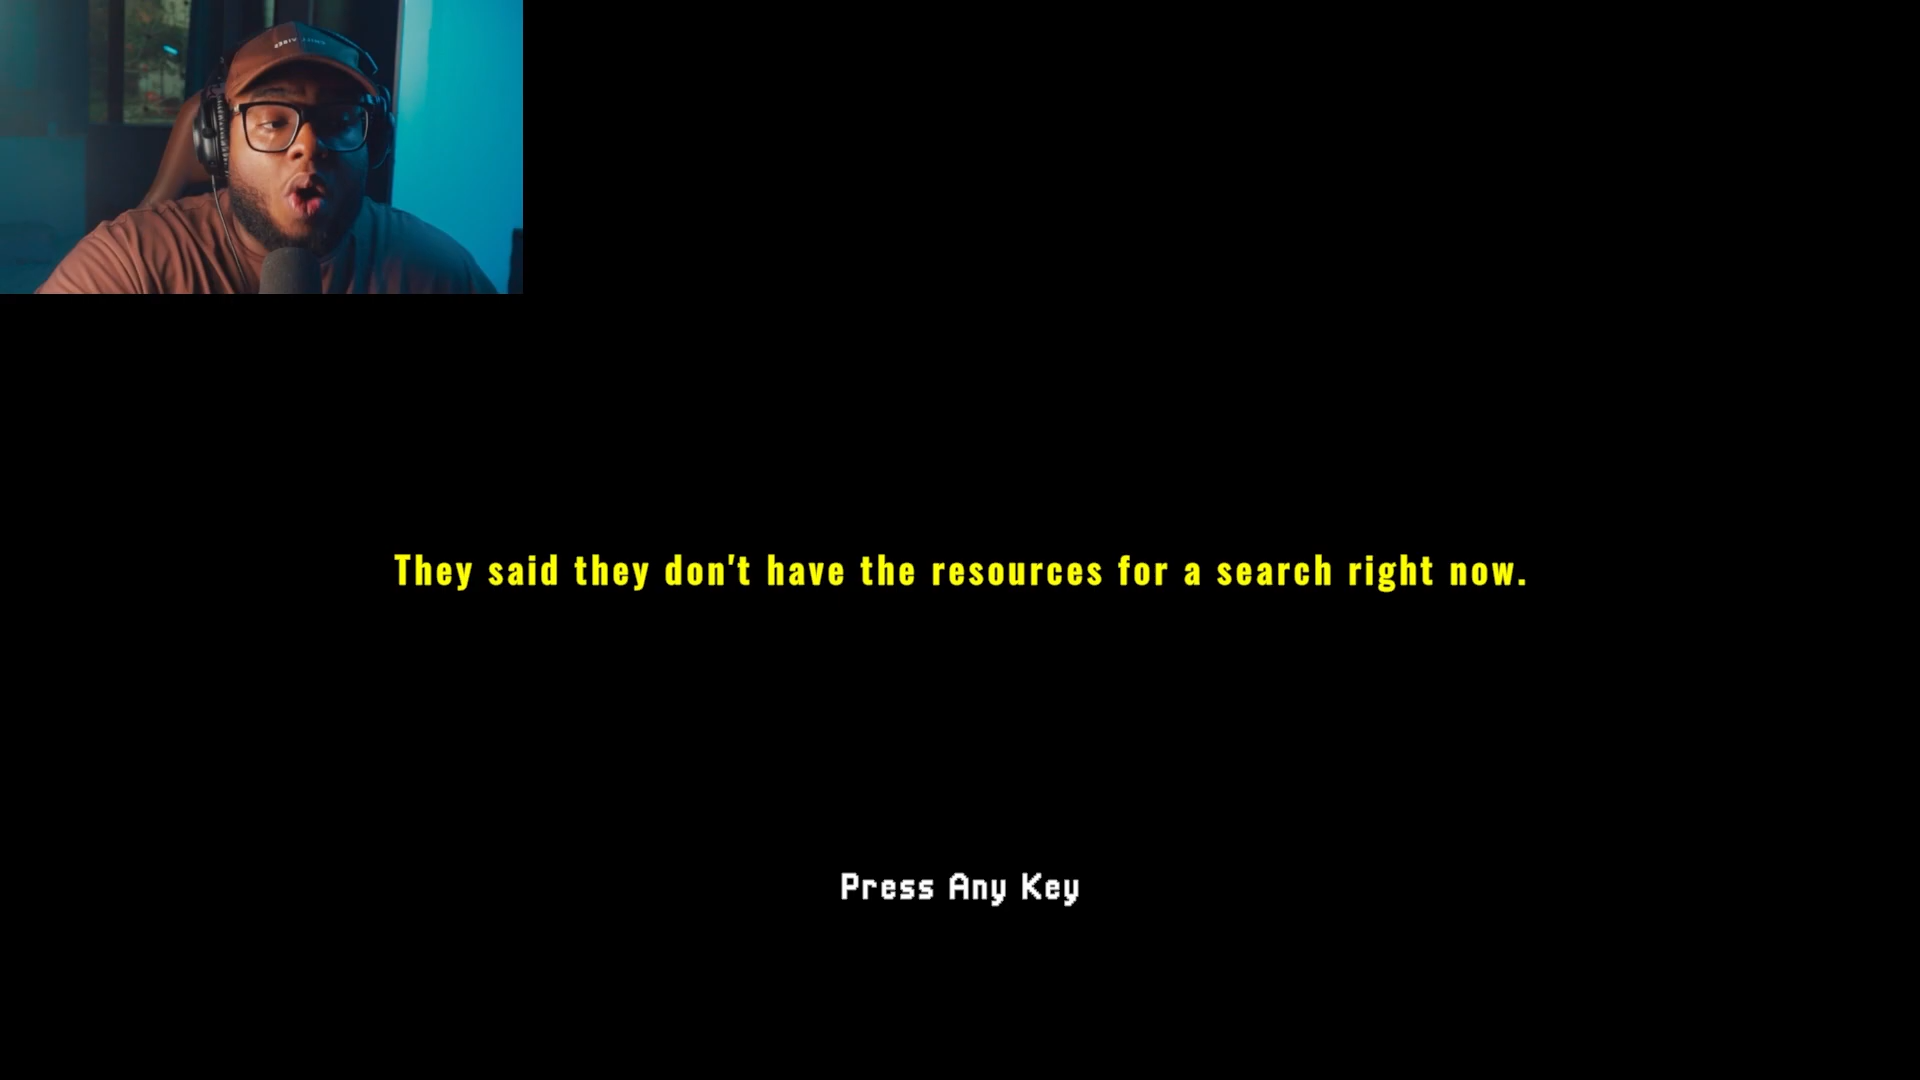 They said they don't have the resources for a search right now.
Press Any Key